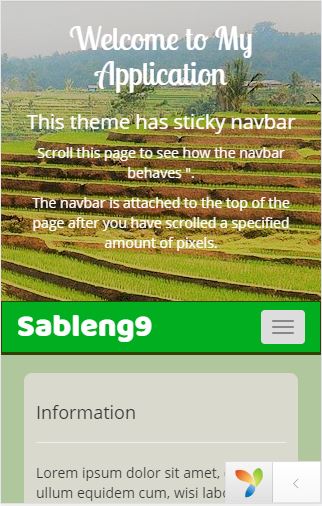 Welcome to My
Application
This theme has sticky navbar
Scroll this page to see how the navbar
behaves ".
The navbar is attached to the top of the
page after you have scrolled a specified
amount of pixels.
Sableng9
Information
Lorem ipsum dolor sit amet,
ullum equidem cum, wisi